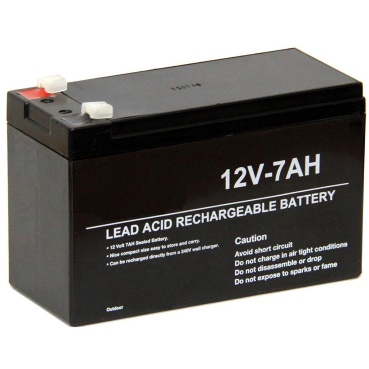 12V-7AH
LEAD ACID RECHARGEABLE BATTERY
• 12 Volt 7AH Sealed Battery.
• Nice compact size easy to store and carry.
• Can be recharged directly from a 240V wall charger.
Caution
Avoid short circuit
Do not charge in air tight conditions
Do not disassemble or drop
Do not expose to sparks or fame
Outdoor